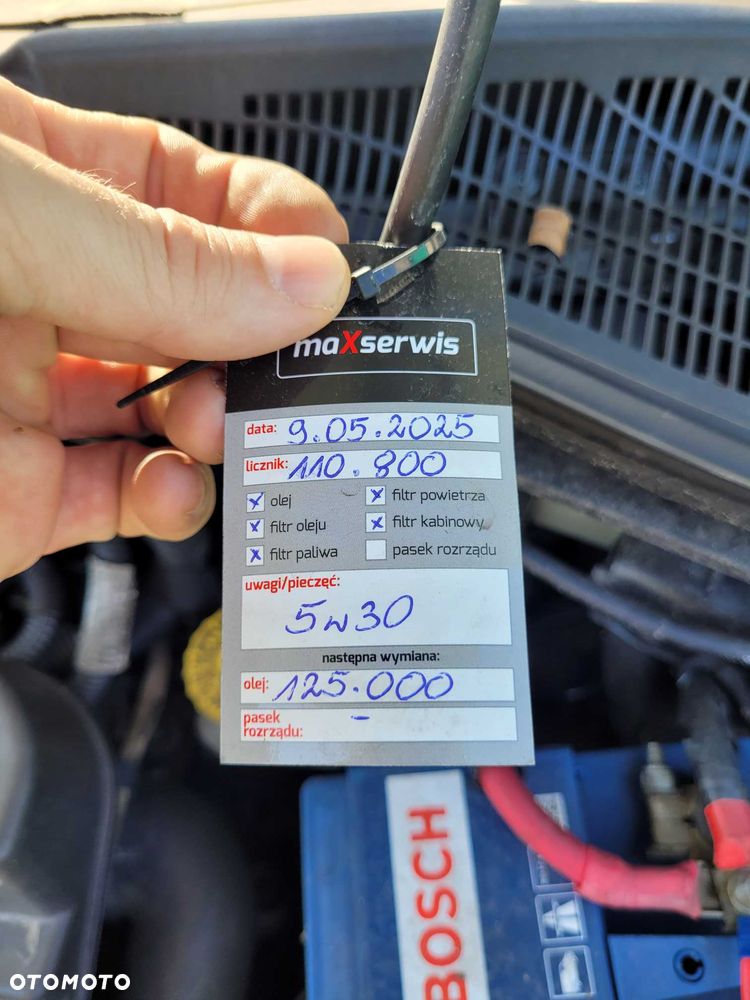 maXserwis
data: 9.05.2025
licznik: 110.800
x olej x filtr powietrza
x filtr oleju x filtr kabinowy
x filtr paliwa pasek rozrządu
uwagi/pieczęć:
5w30
następna wymiana:
olej: 125.000
pasek rozrządu: -
BOSCH
OTOMOTO